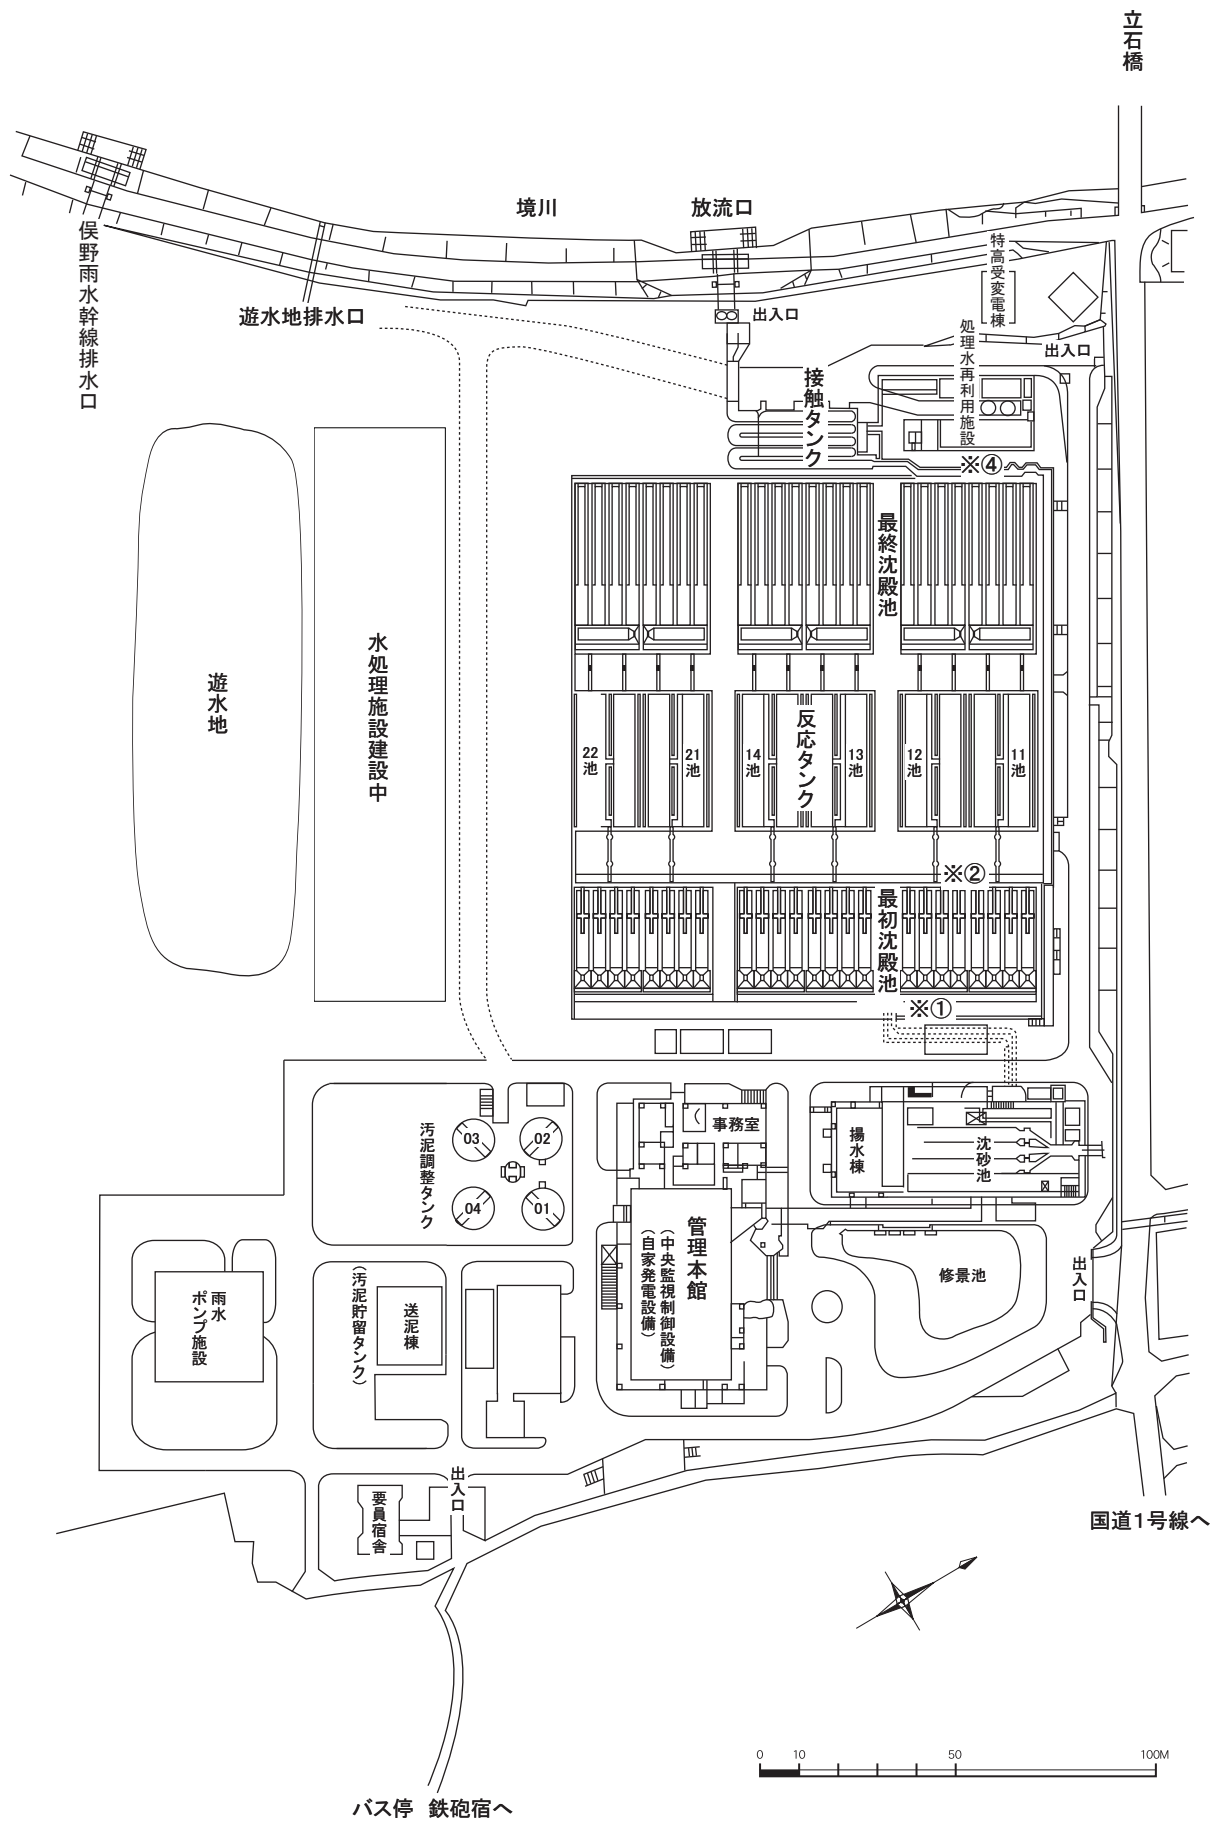 立石橋
境川
放流口
俣野雨水幹線排水口
遊水地排水口
特高受変電棟
出入口
処理水再利用施設
出入口
接触タンク
※④
最終沈殿池
水処理施設建設中
遊水地
反応タンク
22池
21池
14池
13池
12池
11池
※②
最初沈殿池
※①
汚泥調整タンク
03
02
04
01
事務室
揚水棟
沈砂池
管理本館
(中央監視制御設備)
(自家発電設備)
修景池
出入口
雨水
ポンプ施設
送泥棟
(汚泥貯留タンク)
出入口
要員宿舎
国道1号線へ
0 10 50 100M
バス停 鉄砲宿へ